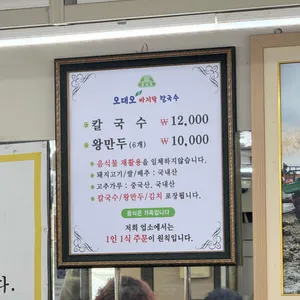 오대오 바지락 칼국수
칼국수 ₩ 12,000
왕만두 (6개) ₩ 10,000
음식물 재활용을 일체하지않습니다.
돼지고기/쌀/배추 : 국내산
고추가루 : 중국산, 국내산
칼국수/왕만두/김치 포장됩니다.
음식은 가족입니다
저희 업소에서는
1인 1식 주문이 원칙입니다.
다.